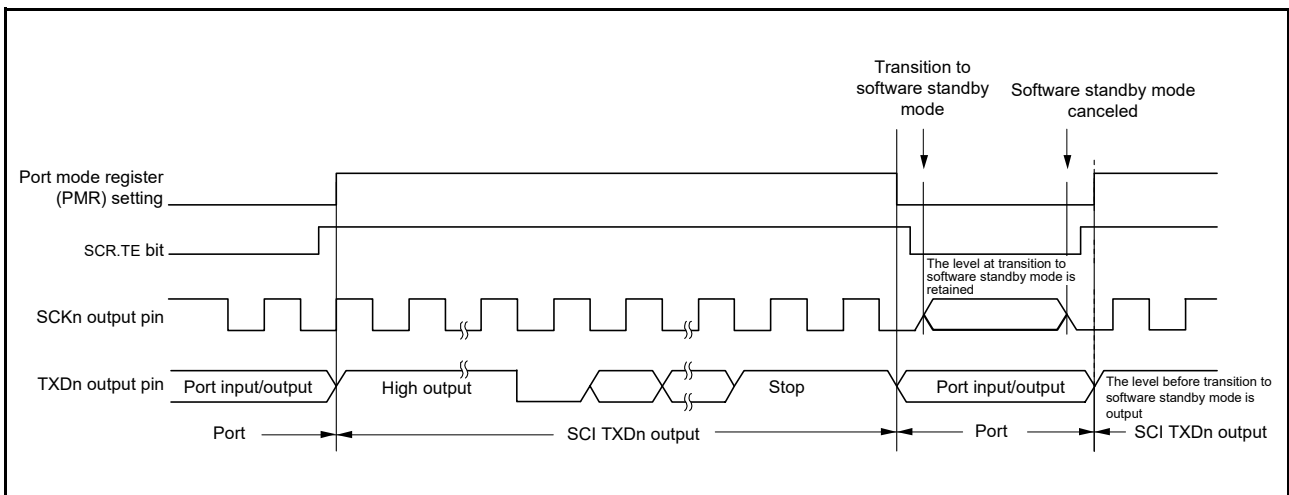 Transition to
software standby
mode
Software standby mode
canceled
Port mode register
(PMR) setting
SCR.TE bit
The level at transition to
software standby mode is
retained
SCKn output pin
TXDn output pin
Port input/output
High output
Stop
Port input/output
The level before transition to
software standby mode is
output
Port
SCI TXDn output
Port
SCI TXDn output